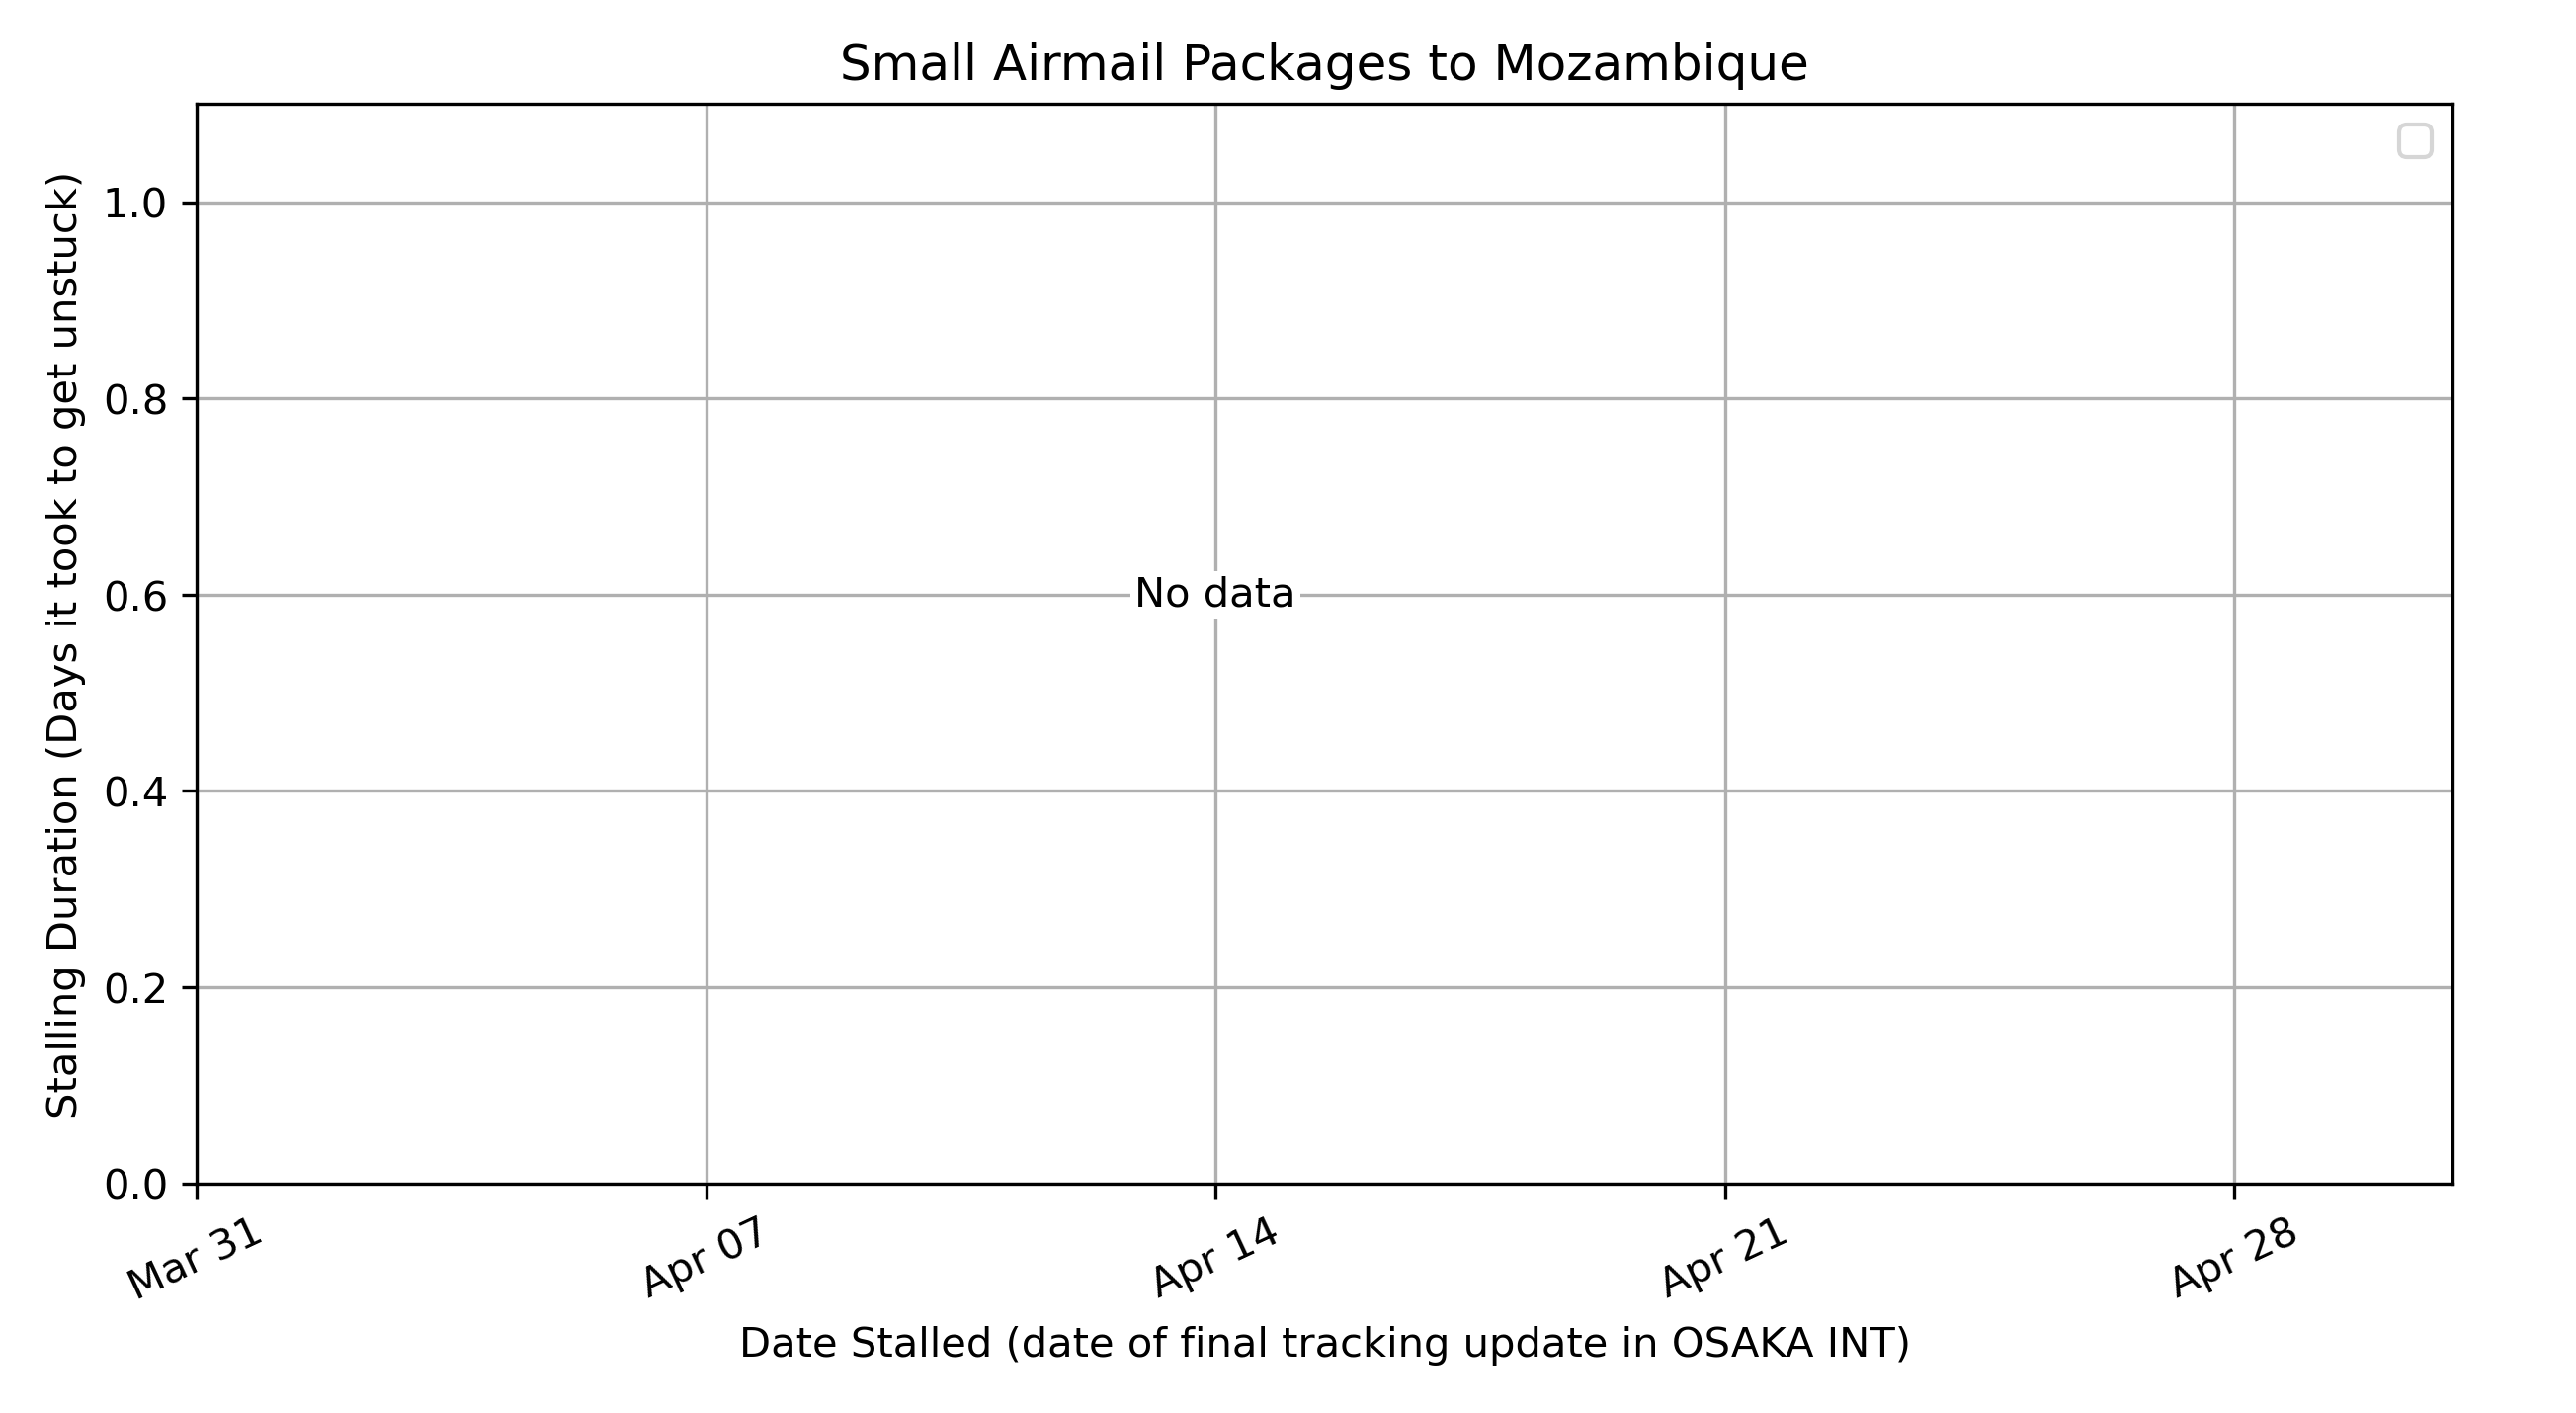 Small Airmail Packages to Mozambique
Stalling Duration (Days it took to get unstuck)
1.0
0.8
0.6
0.4
0.2
0.0
No data
Mar 31
Apr 07
Apr 14
Apr 21
Apr 28
Date Stalled (date of final tracking update in OSAKA INT)